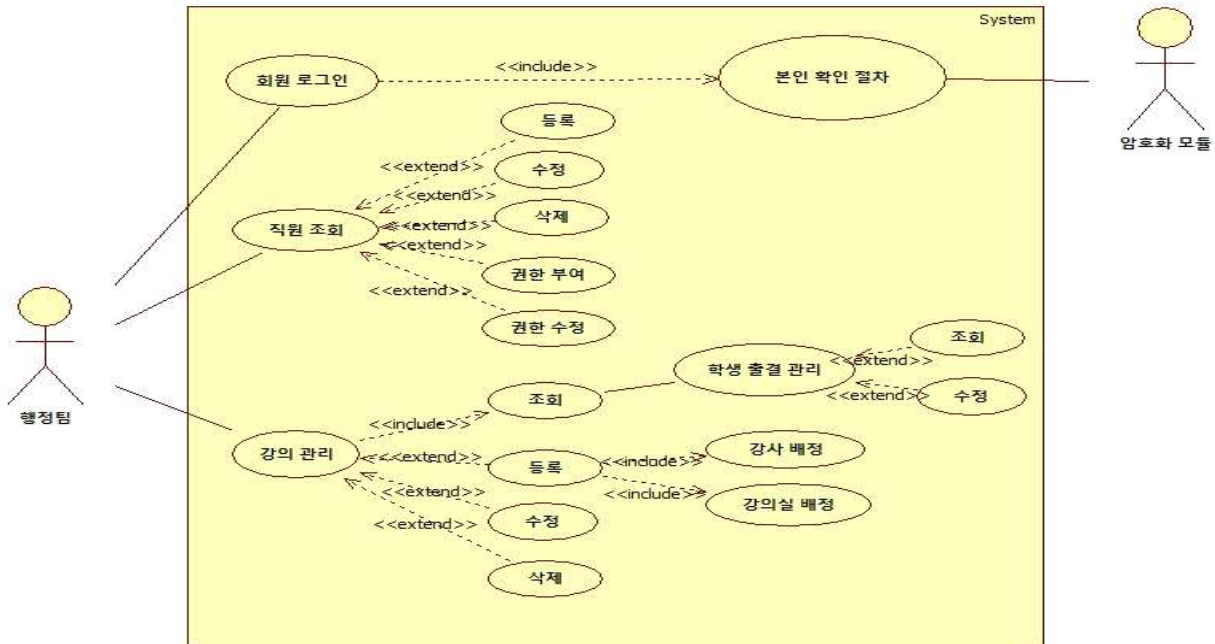 System
회원 로그인
<<include>>
본인 확인 절차
암호화 모듈
등록
<<extend>>
수정
<<extend>>
삭제
<<extend>>
직원 조회
<<extend>>
권한 부여
<<extend>>
권한 수정
행정팀
조회
<<extend>>
학생 출결 관리
수정
<<extend>>
조회
<<include>>
강의 관리
<<extend>>
등록
<<include>>
강사 배정
<<include>>
강의실 배정
<<extend>>
수정
<<extend>>
삭제